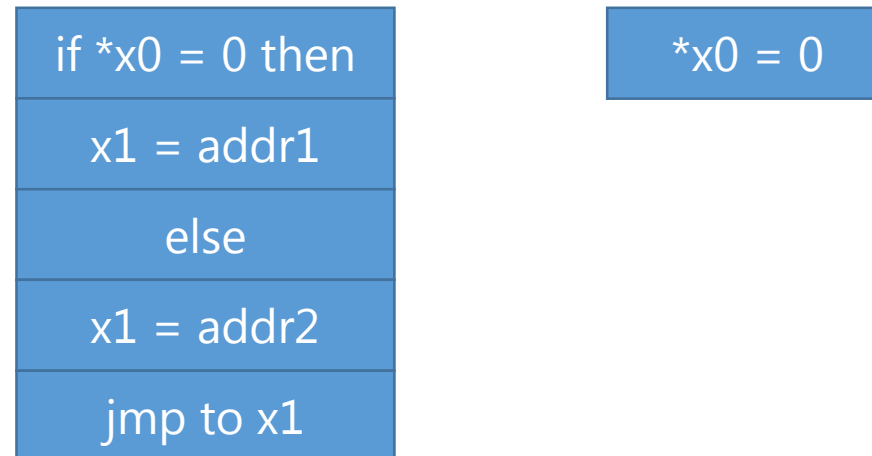 if *x0 = 0 then
x1 = addr1
else
x1 = addr2
jmp to x1
*x0 = 0